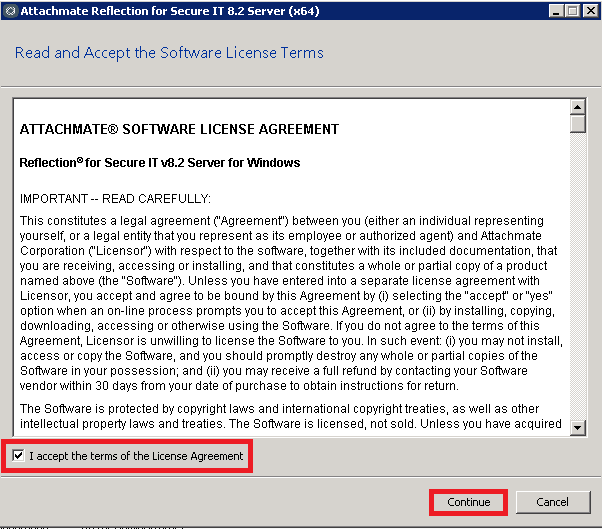 Attachmate Reflection for Secure IT 8.2 Server (x64)
Read and Accept the Software License Terms
ATTACHMATE® SOFTWARE LICENSE AGREEMENT
Reflection® for Secure IT v8.2 Server for Windows
IMPORTANT -- READ CAREFULLY:
This constitutes a legal agreement ("Agreement") between you (either an individual representing
yourself, or a legal entity that you represent as its employee or authorized agent) and Attachmate
Corporation ("Licensor") with respect to the software, together with its included documentation, that
you are receiving, accessing or installing, and that constitutes a whole or partial copy of a product
named above (the "Software"). Unless you have entered into a separate license agreement with
Licensor, you accept and agree to be bound by this Agreement by (i) selecting the "accept" or "yes"
option when an on-line process prompts you to accept this Agreement, or (ii) by installing, copying,
downloading, accessing or otherwise using the Software. If you do not agree to the terms of this
Agreement, Licensor is unwilling to license the Software to you. In such event: (i) you may not install,
access or copy the Software, and you should promptly destroy any whole or partial copies of the
Software in your possession; and (ii) you may receive a full refund by contacting your Software
vendor within 30 days from your date of purchase to obtain instructions for return.
The Software is protected by copyright laws and international copyright treaties, as well as other
intellectual property laws and treaties. The Software is licensed, not sold. Unless you have acquired
I accept the terms of the License Agreement
Continue
Cancel